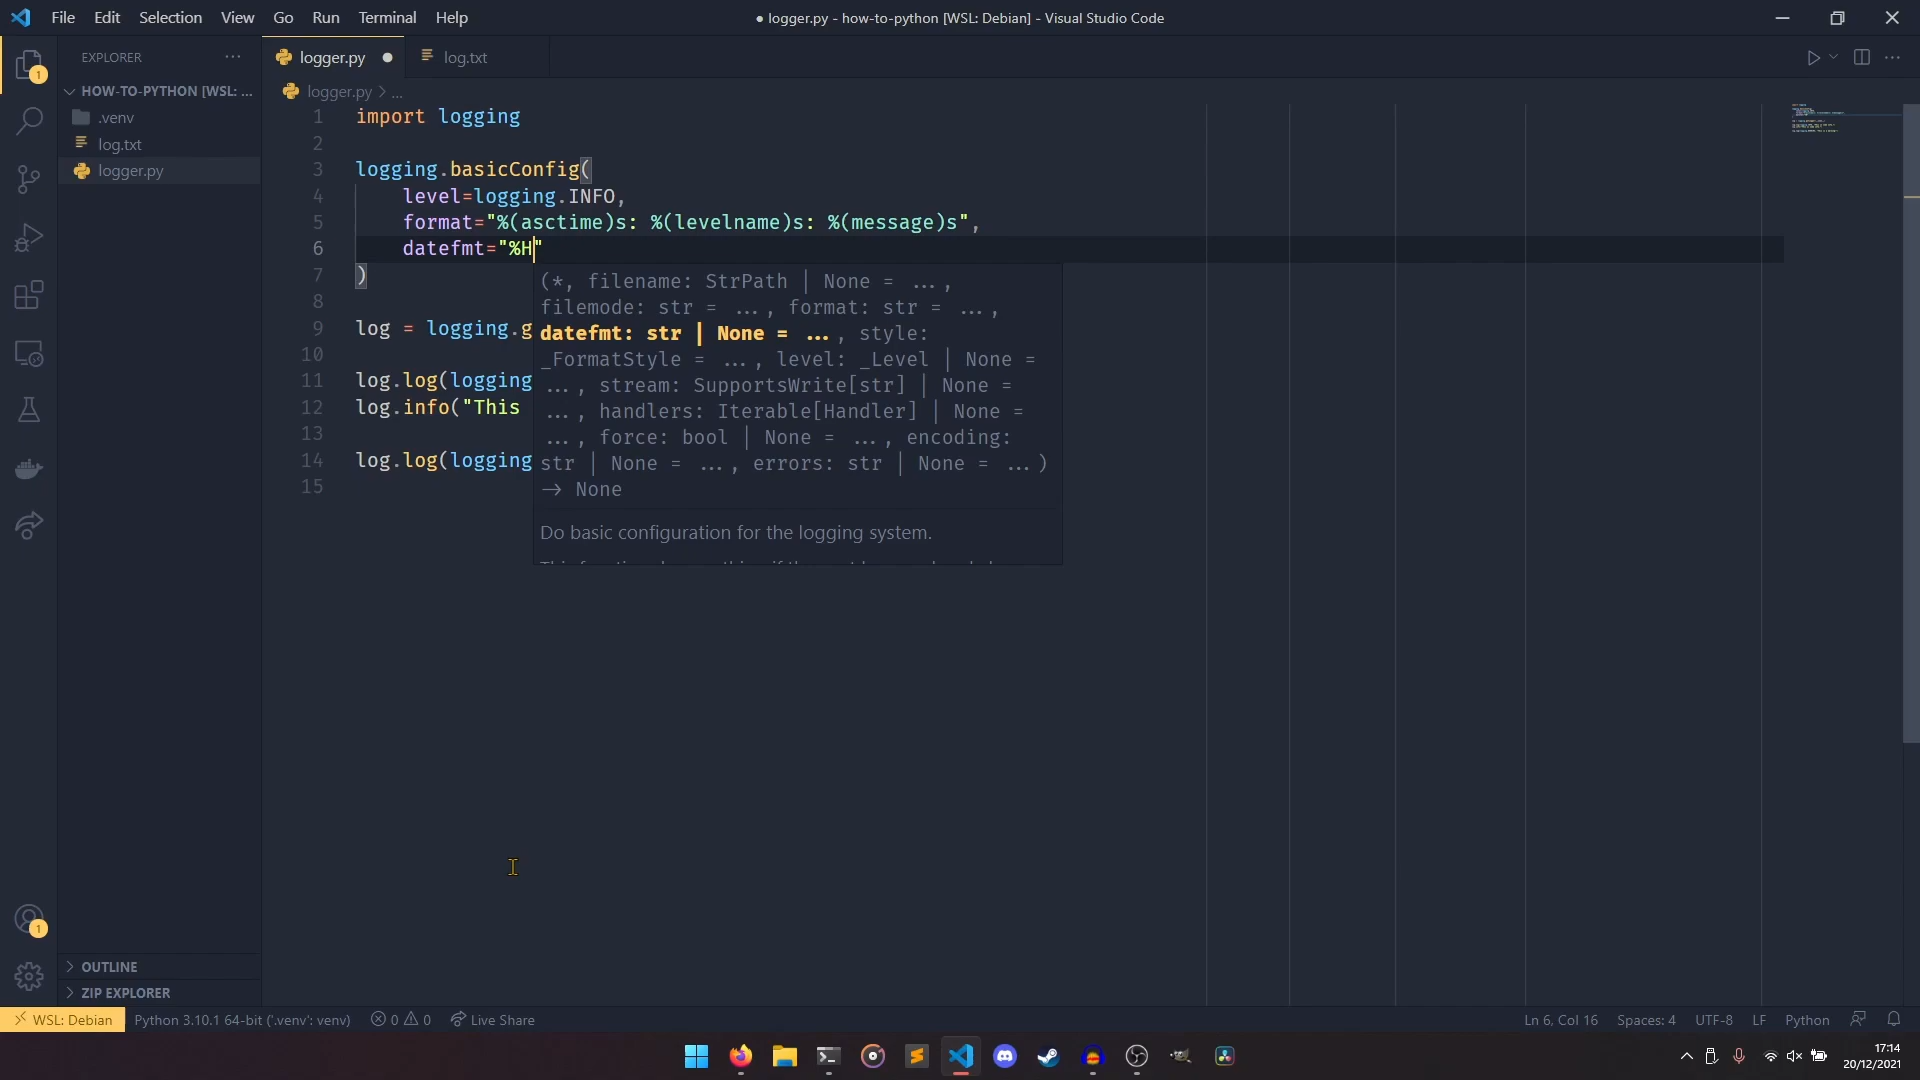 File Edit Selection View Go Run Terminal Help
● logger.py - how-to-python [WSL: Debian] - Visual Studio Code
EXPLORER
HOW-TO-PYTHON [WSL: ...
.venv
log.txt
logger.py
1
1
OUTLINE
ZIP EXPLORER
logger.py
log.txt
logger.py > ...
1 import logging
2
3 logging.basicConfig(
4 level=logging.INFO,
5 format="%(asctime)s: %(levelname)s: %(message)s",
6 datefmt="%H"
7 )
8
9 log = logging.g
10
11 log.log(logging
12 log.info("This
13
14 log.log(logging
15
(*, filename: StrPath | None = ...,
filemode: str = ..., format: str = ...,
datefmt: str | None = ..., style:
_FormatStyle = ..., level: _Level | None =
..., stream: SupportsWrite[str] | None =
..., handlers: Iterable[Handler] | None =
..., force: bool | None = ..., encoding:
str | None = ..., errors: str | None = ...)
-> None
Do basic configuration for the logging system.
WSL: Debian Python 3.10.1 64-bit ('.venv': venv) 0 0 Live Share
Ln 6, Col 16 Spaces: 4 UTF-8 LF Python
17:14
20/12/2021